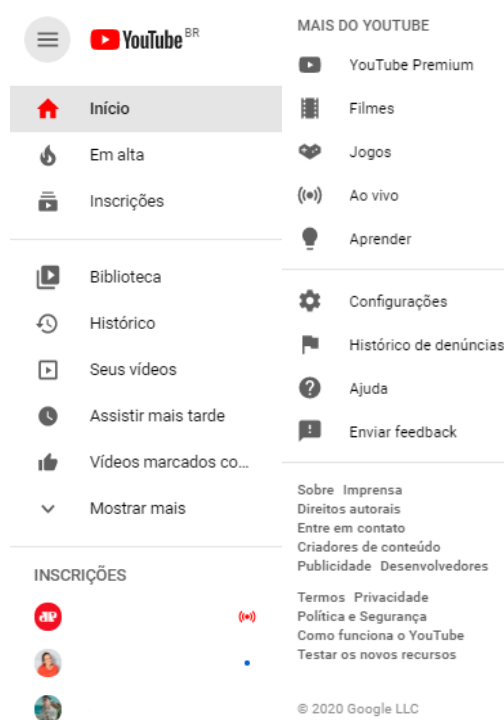 YouTube BR
Início
Em alta
Inscrições
Biblioteca
Histórico
Seus vídeos
Assistir mais tarde
Vídeos marcados co...
Mostrar mais
INSCRIÇÕES
JP
MAIS DO YOUTUBE
YouTube Premium
Filmes
Jogos
Ao vivo
Aprender
Configurações
Histórico de denúncias
Ajuda
Enviar feedback
Sobre Imprensa
Direitos autorais
Entre em contato
Criadores de conteúdo
Publicidade Desenvolvedores
Termos Privacidade
Política e Segurança
Como funciona o YouTube
Testar os novos recursos
© 2020 Google LLC